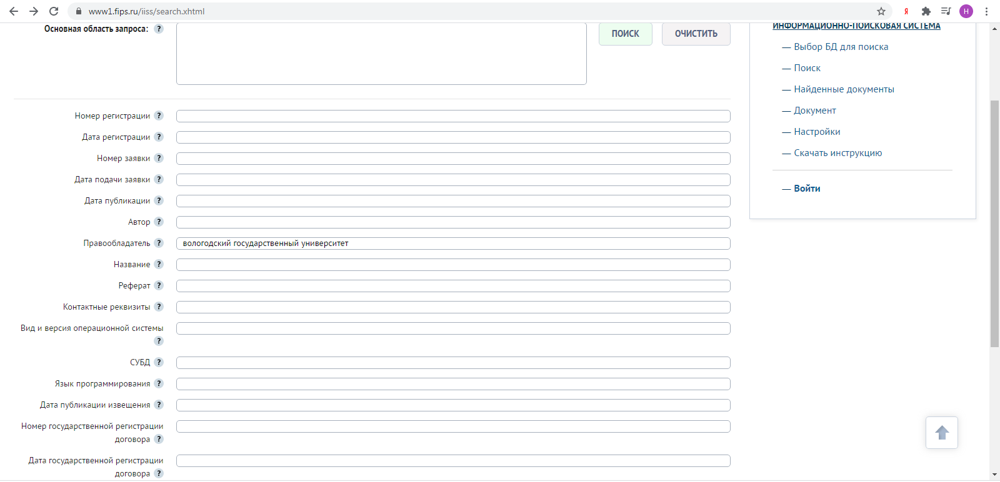 www1.fips.ru/iiss/search.xhtml
Я
Н
Основная область запроса: ?
ПОИСК
ОЧИСТИТЬ
Номер регистрации ?
Дата регистрации ?
Номер заявки ?
Дата подачи заявки ?
Дата публикации ?
Автор ?
Правообладатель ?
вологодский государственный университет
Название ?
Реферат ?
Контактные реквизиты ?
Вид и версия операционной системы
?
СУБД ?
Язык программирования ?
Дата публикации извещения ?
Номер государственной регистрации
договора ?
Дата государственной регистрации
договора ?
ИНФОРМАЦИОННО-ПОИСКОВАЯ СИСТЕМА
— Выбор БД для поиска
— Поиск
— Найденные документы
— Документ
— Настройки
— Скачать инструкцию
— Войти